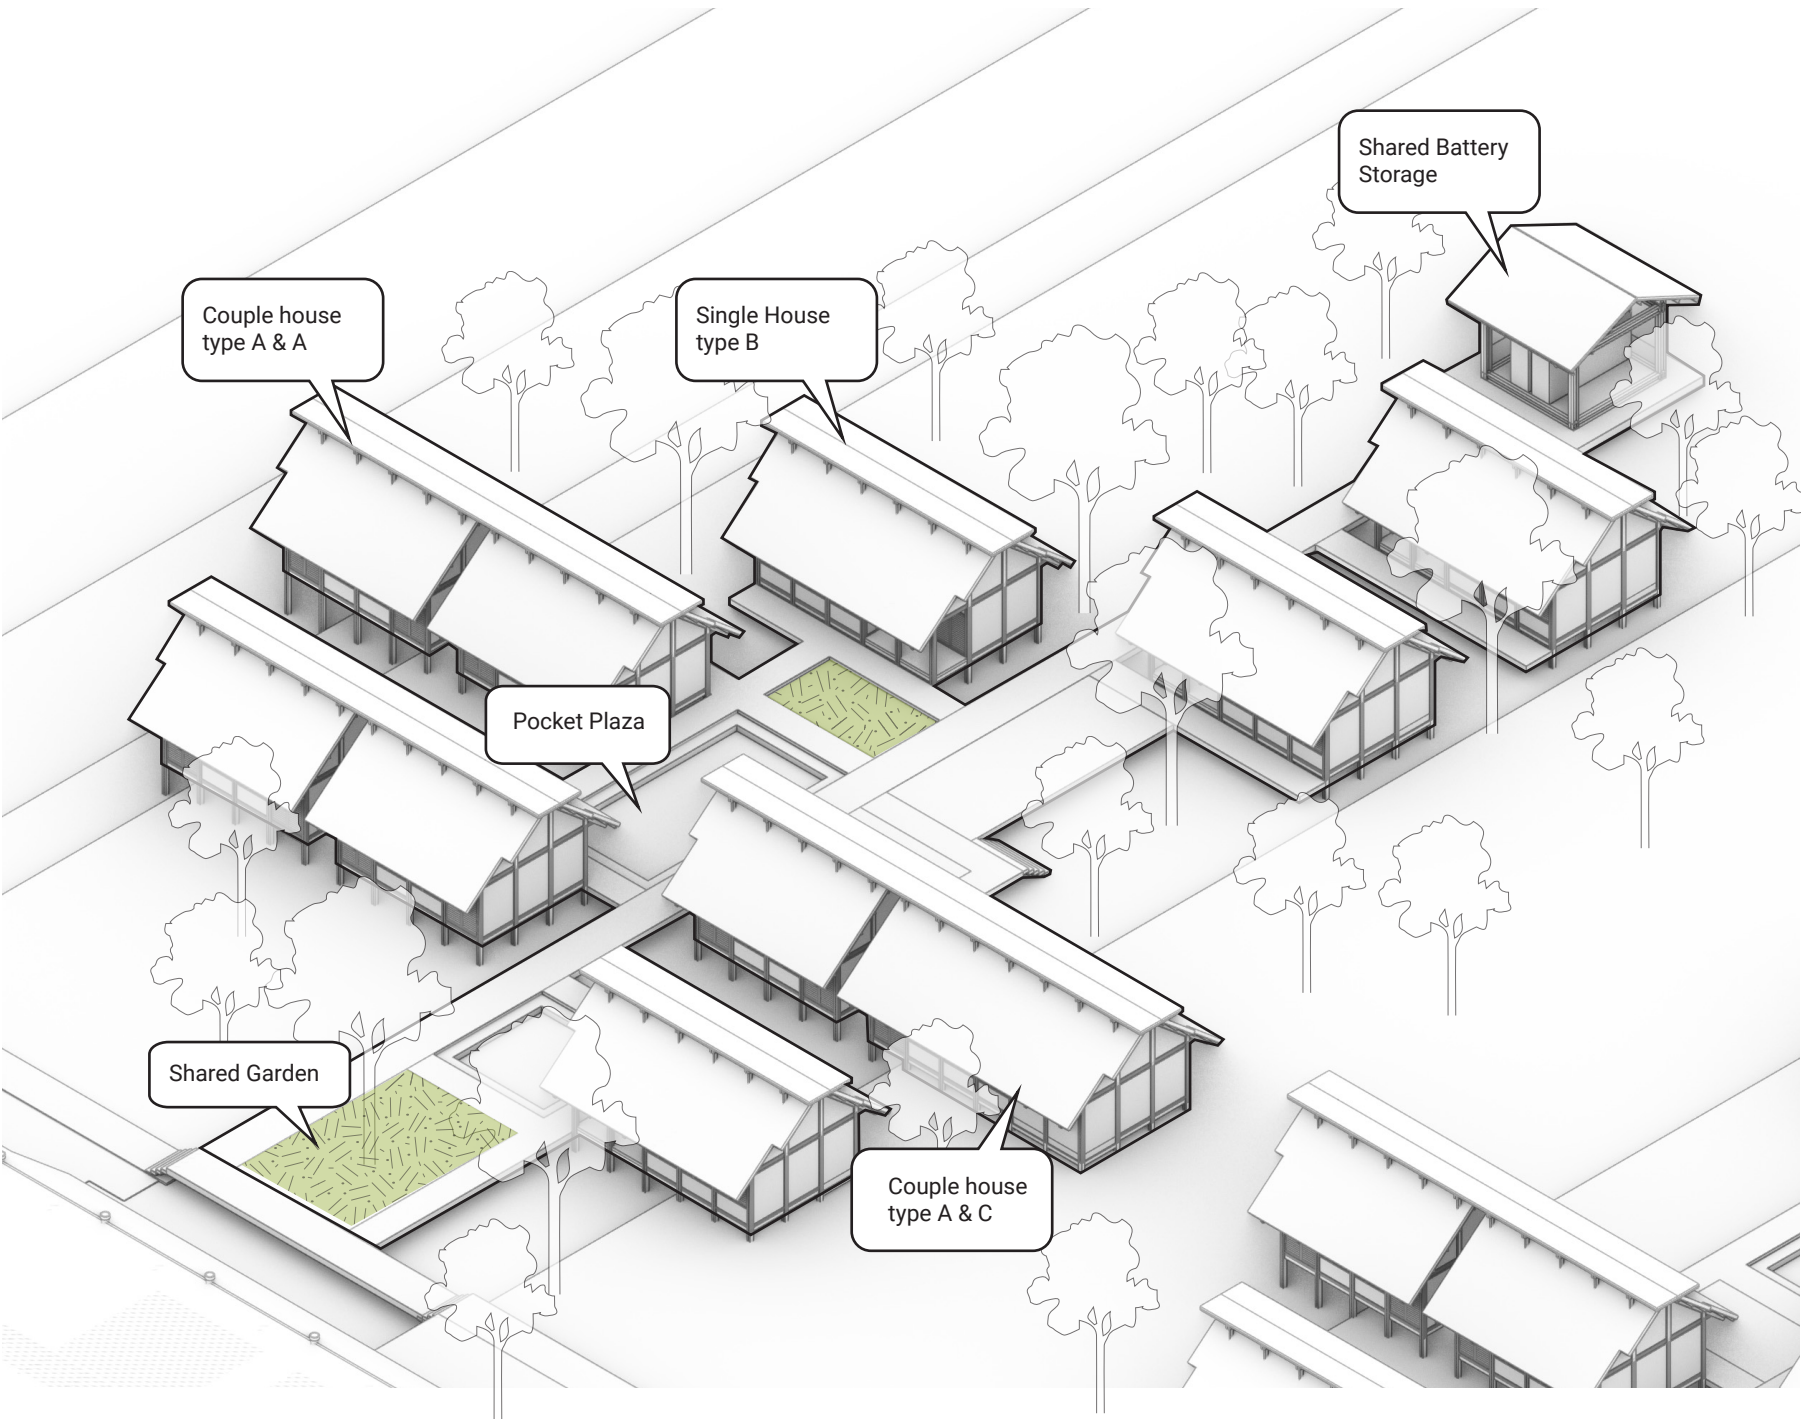 Shared Battery
Storage
Couple house
type A & A
Single House
type B
Pocket Plaza
Shared Garden
Couple house
type A & C